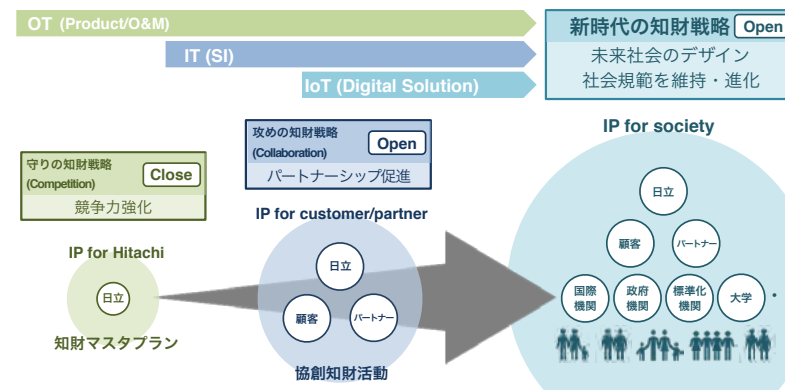 OT (Product/O&M)
IT (SI)
IoT (Digital Solution)
新時代の知財戦略 Open
未来社会のデザイン
社会規範を維持・進化
守りの知財戦略
(Competition)
Close
競争力強化
攻めの知財戦略
(Collaboration)
Open
パートナーシップ促進
IP for Hitachi
日立
知財マスタプラン
IP for customer/partner
日立
顧客
パートナー
協創知財活動
IP for society
日立
顧客
パートナー
国際
機関
政府
機関
標準化
機関
大学
・